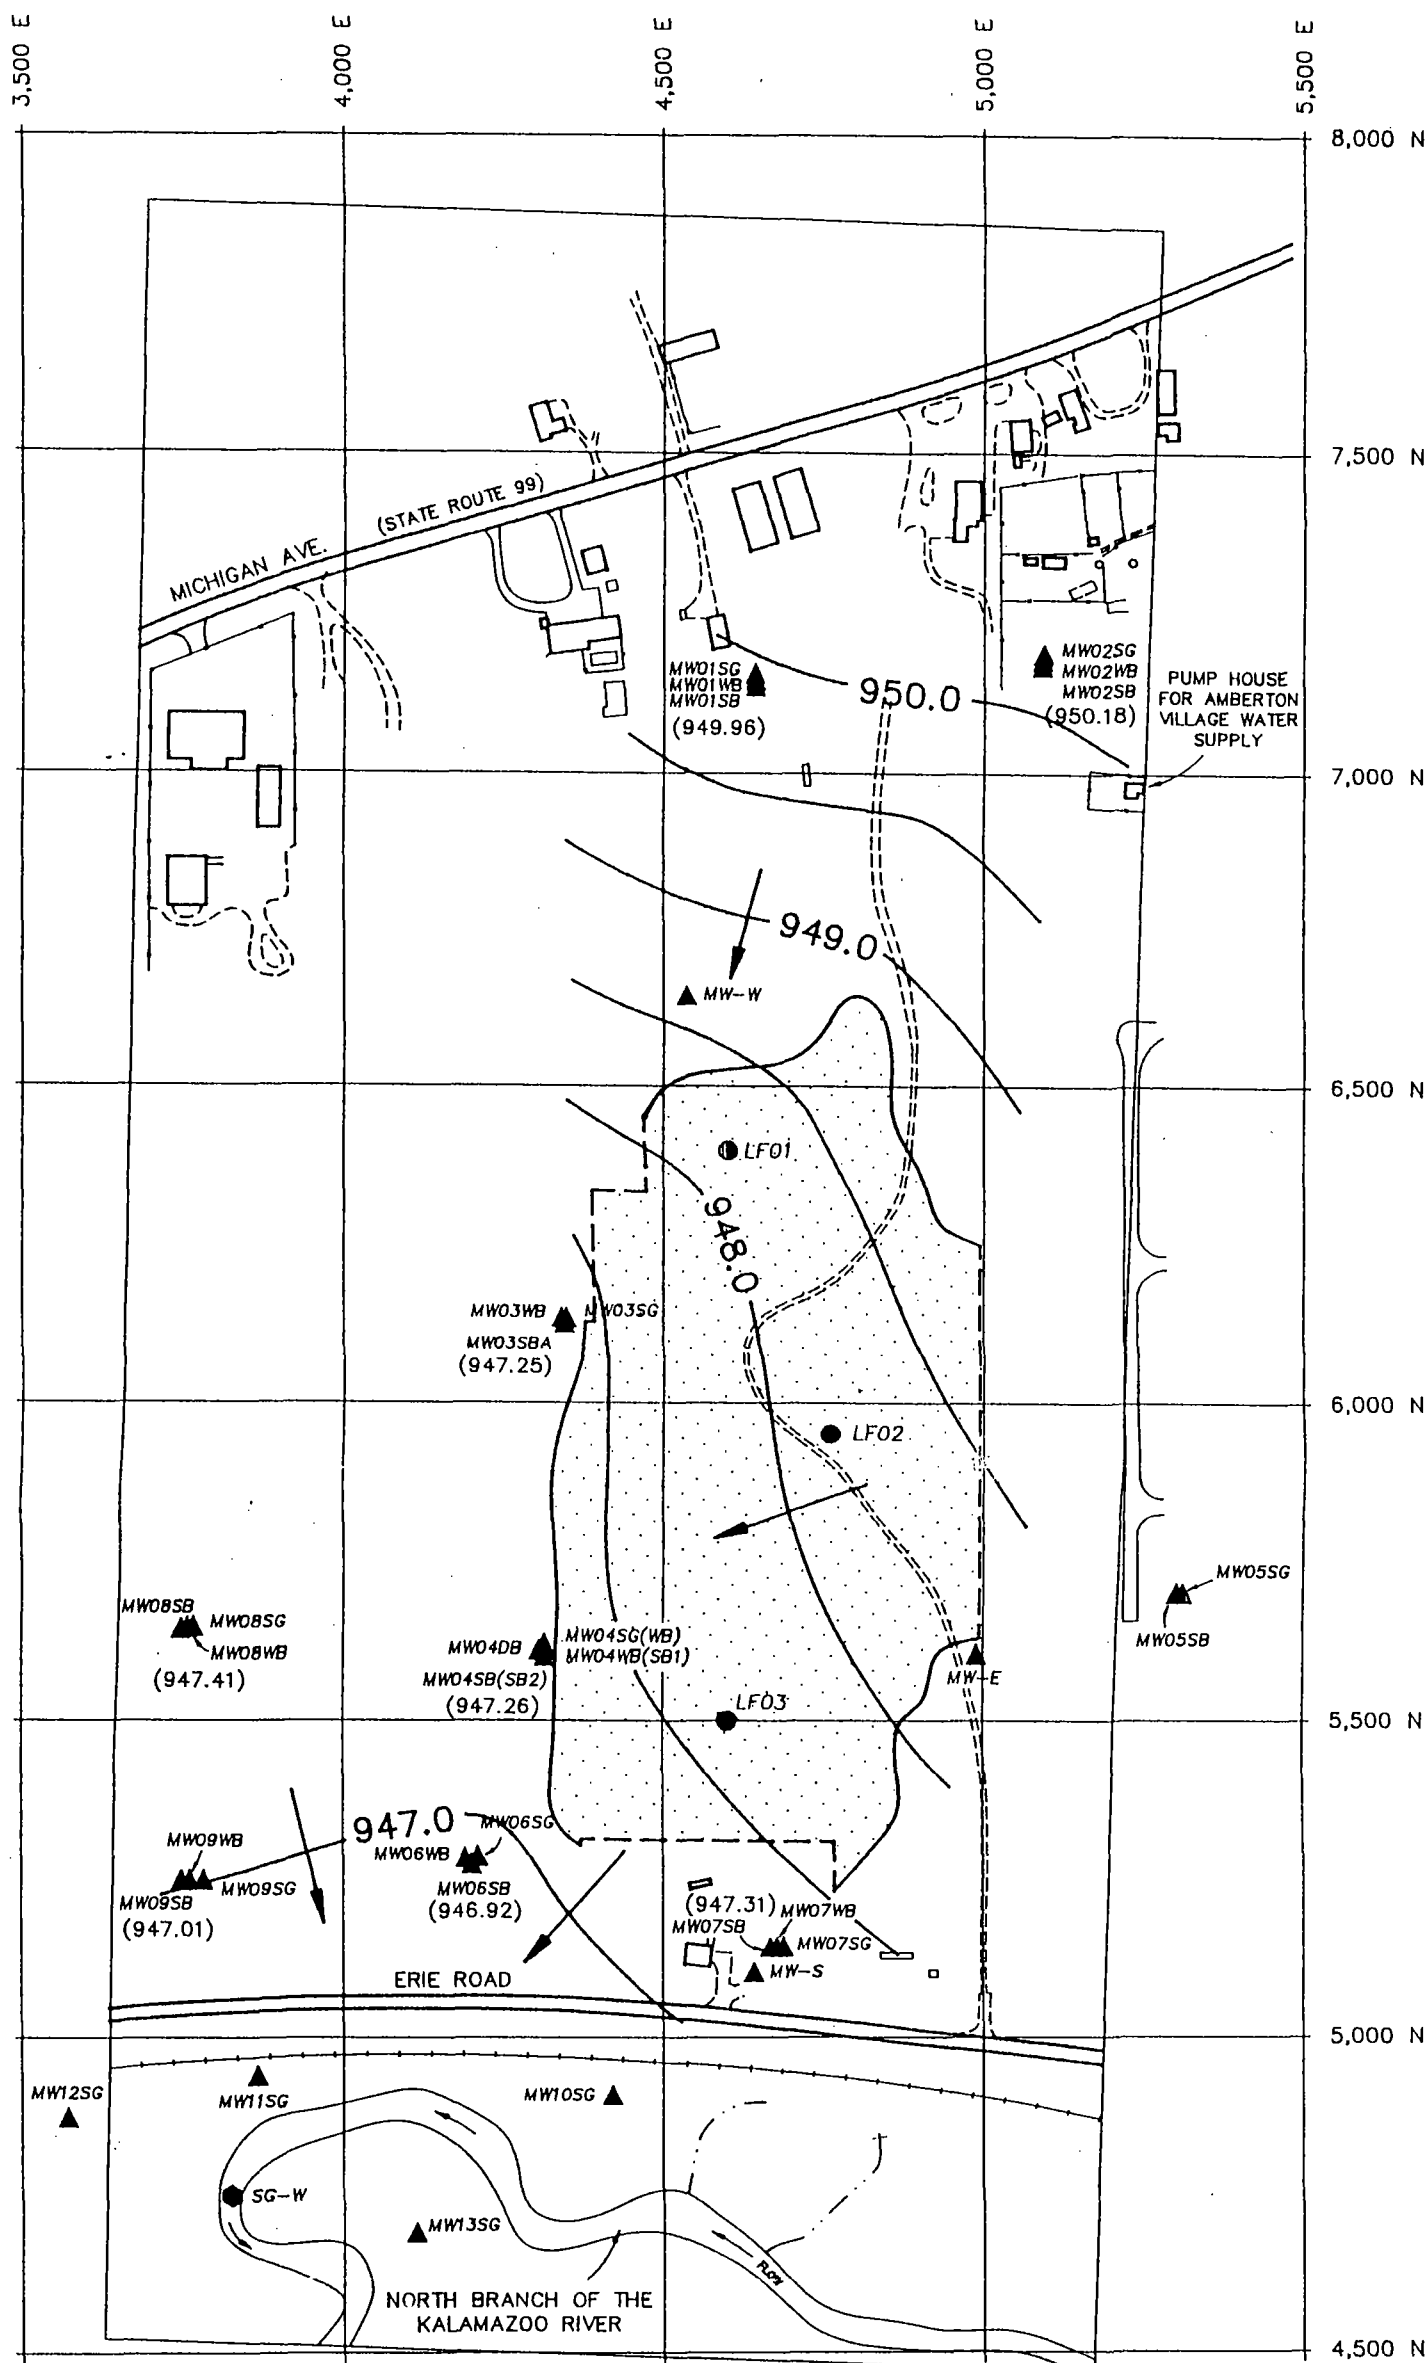 3,500 E
4,000 E
4,500 E
5,000 E
5,500 E
8,000 N
7,500 N
(STATE ROUTE 99)
MICHIGAN AVE.
MW01SG
MW01WB
MW01SB
(949.96)
950.0
MW02SG
MW02WB
MW02SB
(950.18)
PUMP HOUSE
FOR AMBERTON
VILLAGE WATER
SUPPLY
7,000 N
949.0
MW-W
6,500 N
LF01
948.0
MW03WB
MW03SG
MW03SBA
(947.25)
6,000 N
LF02
MW05SG
MW05SB
MW08SB
MW08SG
MW08WB
(947.41)
MW04DB
MW04SG(WB)
MW04WB(SB1)
MW04SB(SB2)
(947.26)
MW-E
LF03
5,500 N
947.0
MW06SG
MW06WB
MW06SB
(946.92)
MW09WB
MW09SG
MW09SB
(947.01)
(947.31)
MW07WB
MW07SB
MW07SG
MW-S
ERIE ROAD
5,000 N
MW12SG
MW11SG
MW10SG
SG-W
MW13SG
FLOW
NORTH BRANCH OF THE
KALAMAZOO RIVER
4,500 N